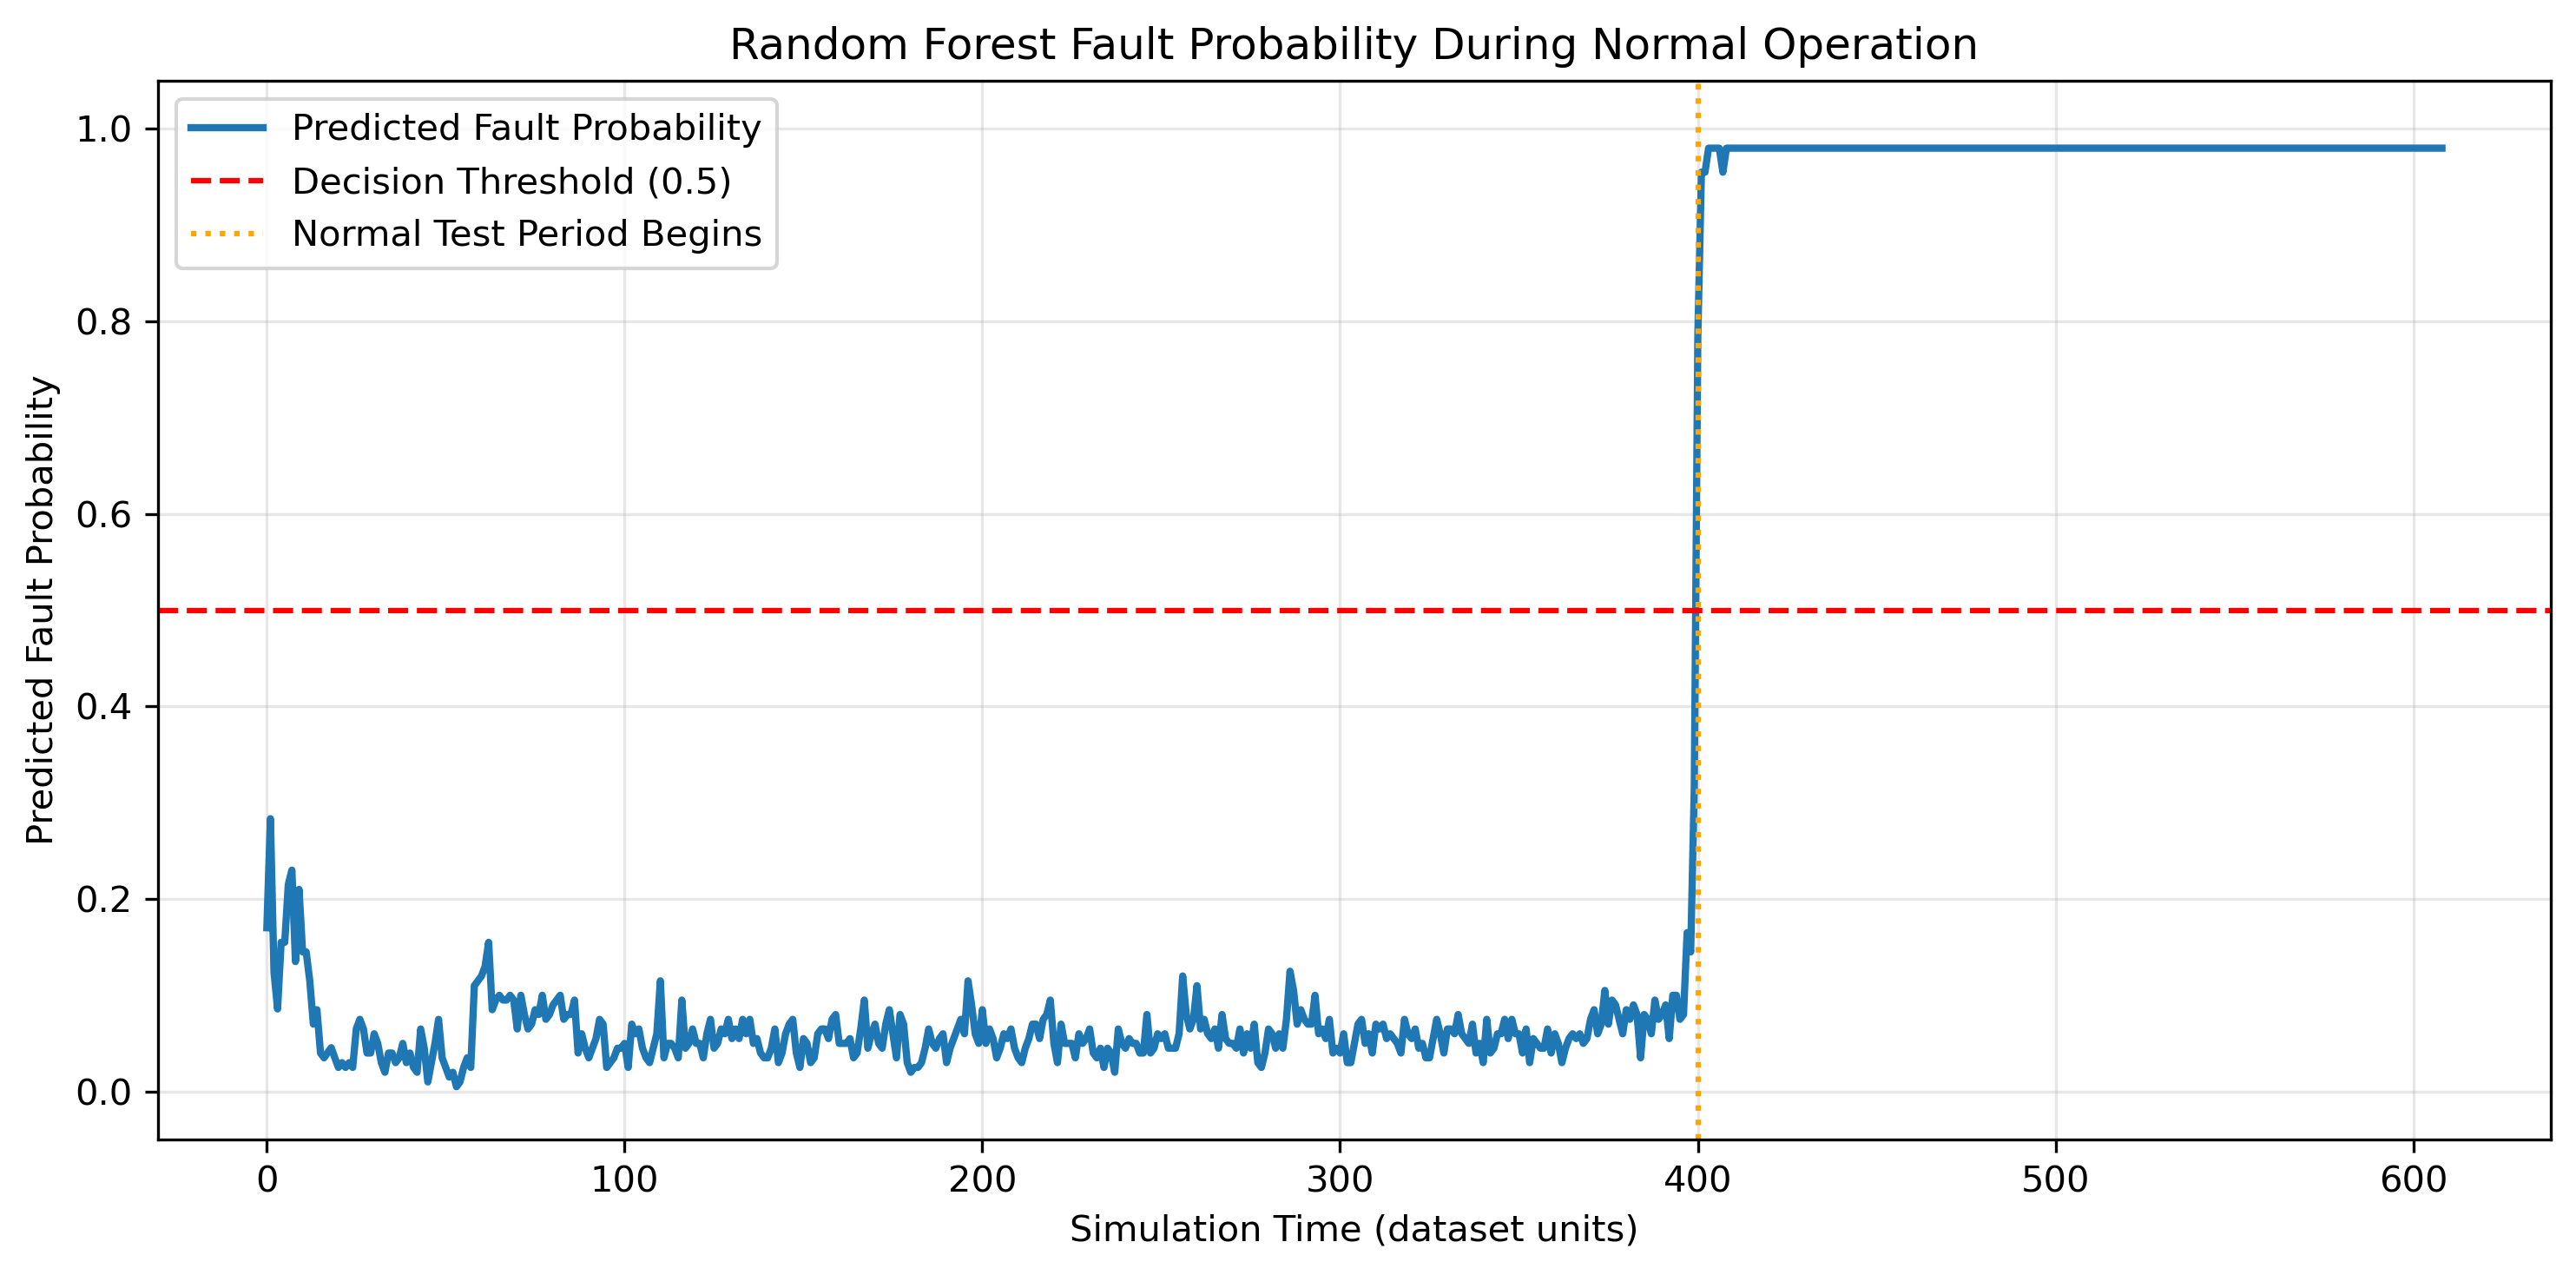 Random Forest Fault Probability During Normal Operation
Predicted Fault Probability
Decision Threshold (0.5)
Normal Test Period Begins
Predicted Fault Probability
1.0
0.8
0.6
0.4
0.2
0.0
0
100
200
300
400
500
600
Simulation Time (dataset units)